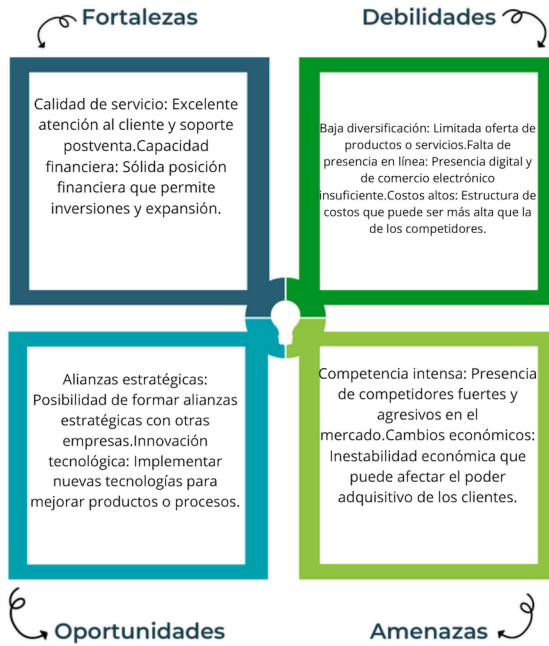 Fortalezas
Debilidades
Calidad de servicio: Excelente
atención al cliente y soporte
postventa.Capacidad
financiera: Sólida posición
financiera que permite
inversiones y expansión.
Baja diversificación: Limitada oferta de
productos o servicios.Falta de
presencia en línea: Presencia digital y
de comercio electrónico
insuficiente.Costos altos: Estructura de
costos que puede ser más alta que la
de los competidores.
Alianzas estratégicas:
Posibilidad de formar alianzas
estratégicas con otras
empresas.Innovación
tecnológica: Implementar
nuevas tecnologías para
mejorar productos o procesos.
Competencia intensa: Presencia
de competidores fuertes y
agresivos en el
mercado.Cambios económicos:
Inestabilidad económica que
puede afectar el poder
adquisitivo de los clientes.
Oportunidades
Amenazas